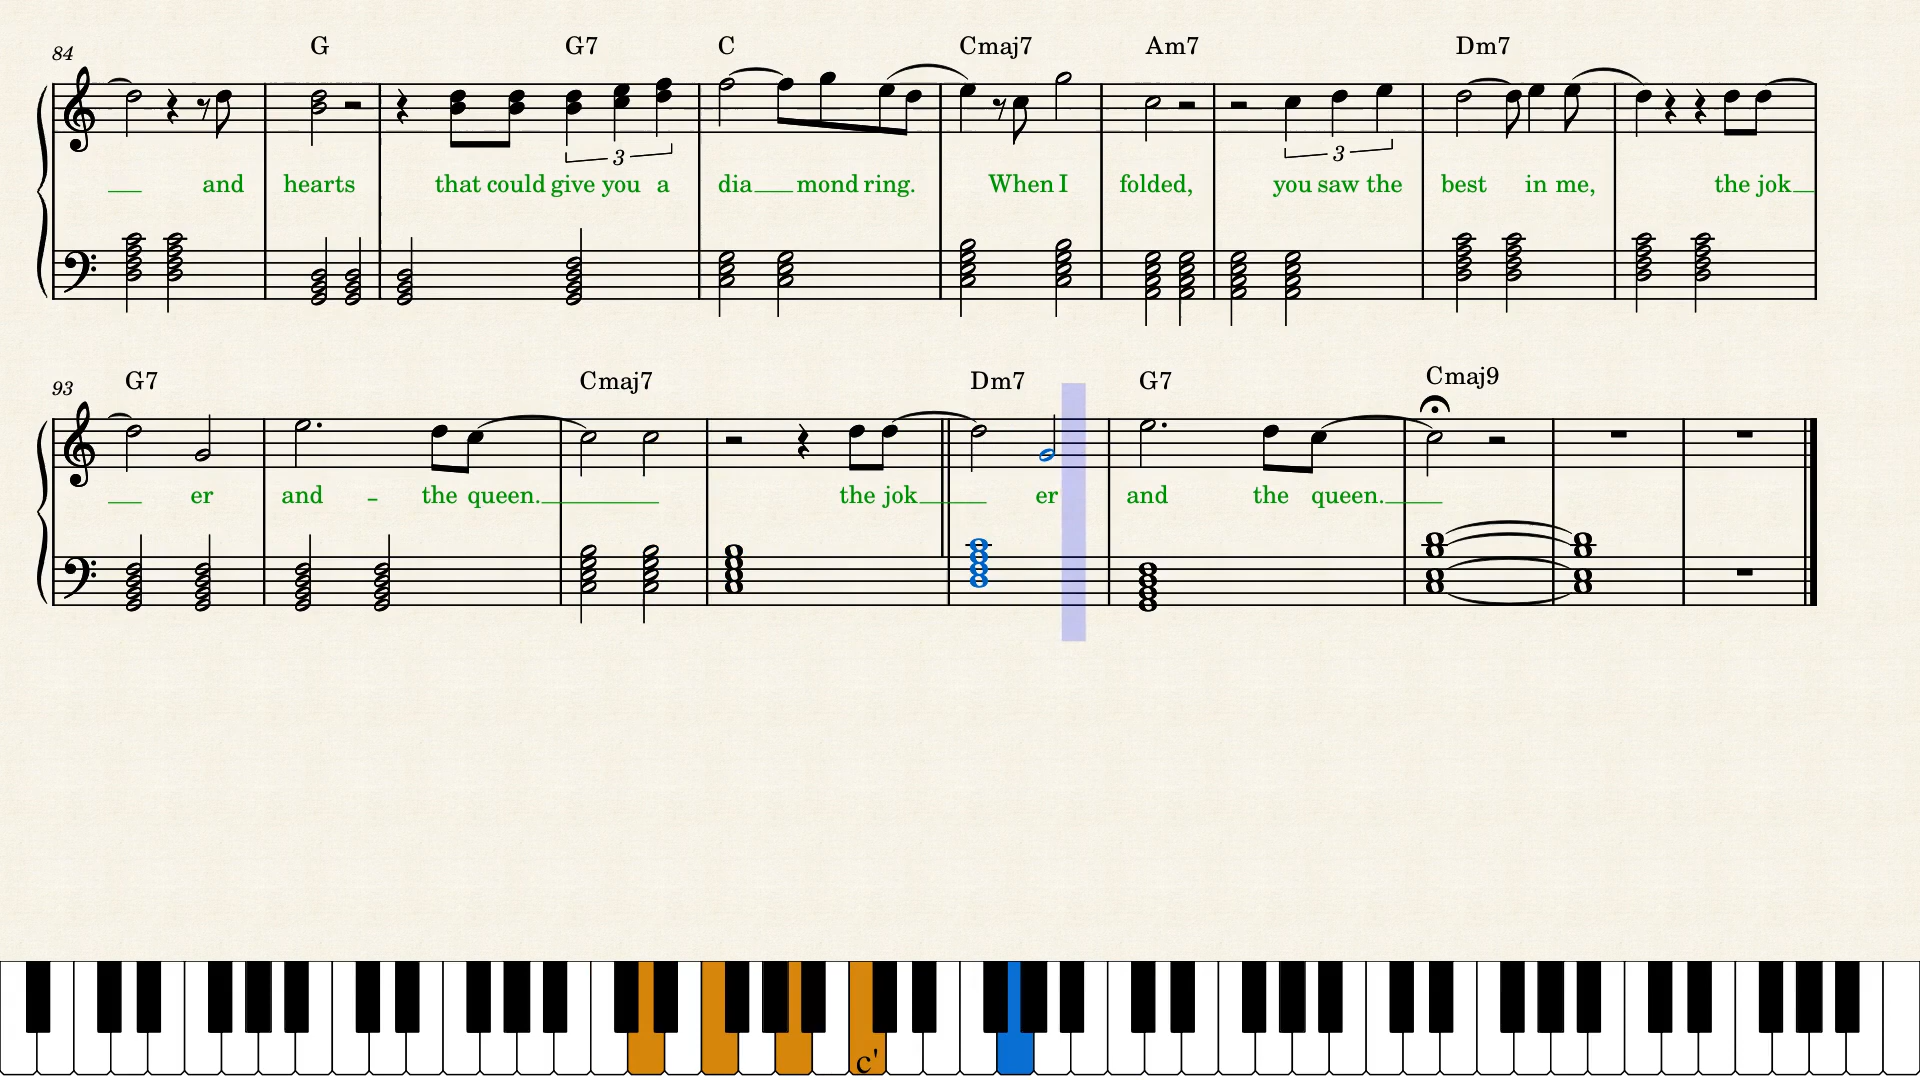 84 G G7 C Cmaj7 Am7 Dm7
3 3
and hearts that could give you a dia mond ring. When I folded, you saw the best in me, the jok
93 G7 Cmaj7 Dm7 G7 Cmaj9
er and - the queen. the jok er and the queen.
c'